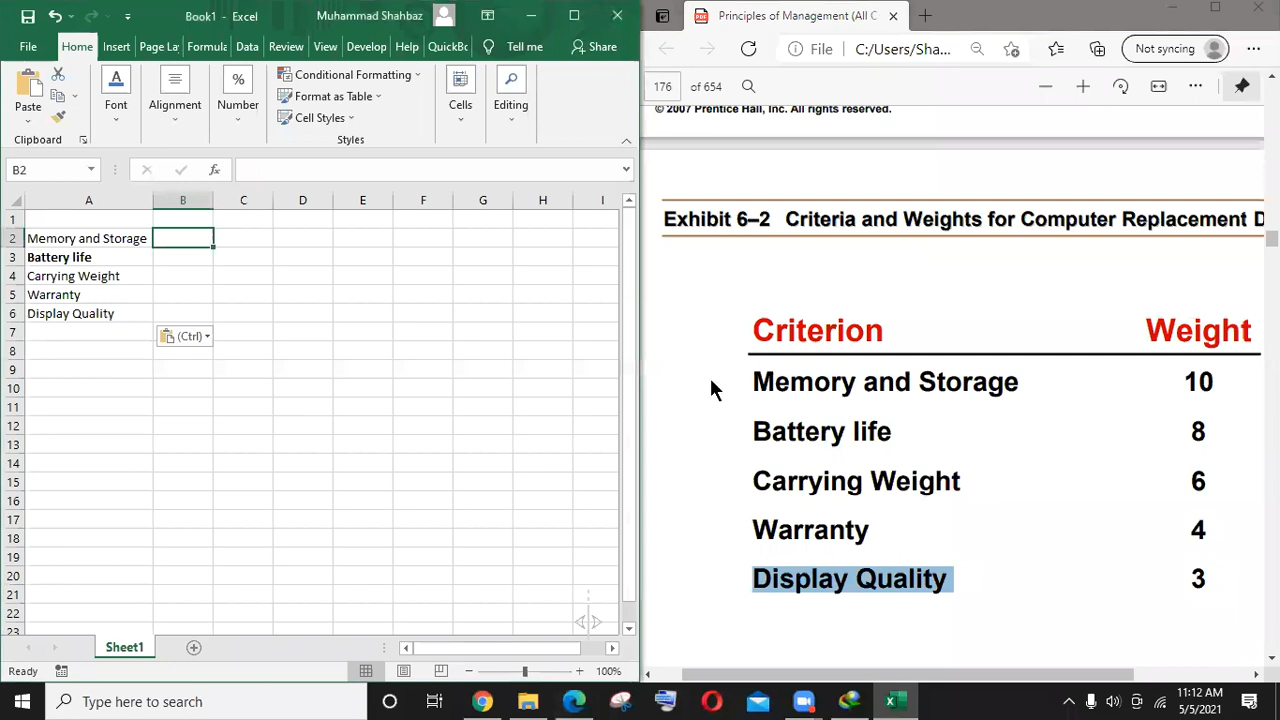 Book1 - Excel
Muhammad Shahbaz
File Home Insert Page La Formula Data Review View Develop Help QuickBo Tell me Share
Paste
Clipboard
Font
Alignment
Number
Conditional Formatting
Format as Table
Cell Styles
Styles
Cells
Editing
B2
fx
A B C D E F G H I
1
2 Memory and Storage
3 Battery life
4 Carrying Weight
5 Warranty
6 Display Quality
7 (Ctrl)
8
9
10
11
12
13
14
15
16
17
18
19
20
21
22
23
Sheet1
Ready
100%
Principles of Management (All C
File C:/Users/Sha... Not syncing
176 of 654
© 2007 Prentice Hall, Inc. All rights reserved.
Exhibit 6–2 Criteria and Weights for Computer Replacement D
Criterion Weight
Memory and Storage 10
Battery life 8
Carrying Weight 6
Warranty 4
Display Quality 3
Type here to search
11:12 AM
5/5/2021